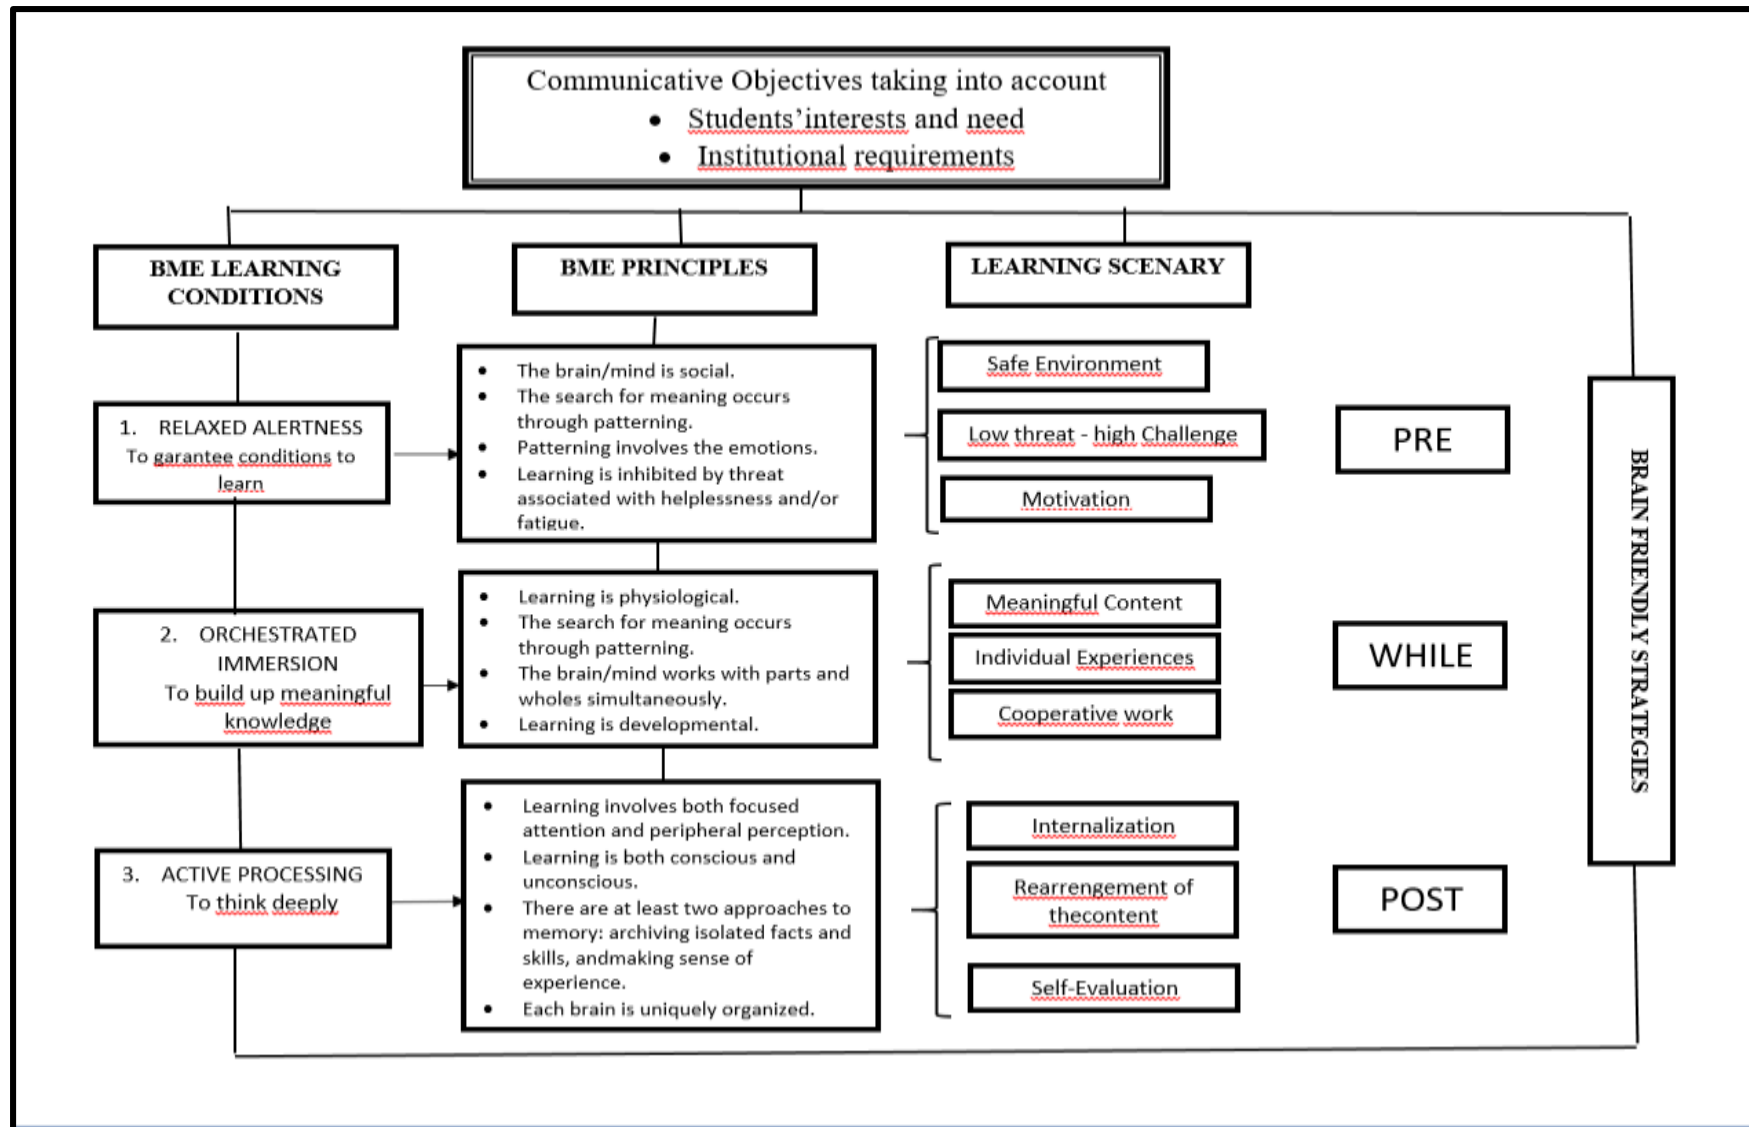 Communicative Objectives taking into account
• Students’interests and need
• Institutional requirements
BME LEARNING
CONDITIONS
BME PRINCIPLES
LEARNING SCENARY
1. RELAXED ALERTNESS
To garantee conditions to
learn
• The brain/mind is social.
• The search for meaning occurs
through patterning.
• Patterning involves the emotions.
• Learning is inhibited by threat
associated with helplessness and/or
fatigue.
Safe Environment
Low threat - high Challenge
Motivation
PRE
2. ORCHESTRATED
IMMERSION
To build up meaningful
knowledge
• Learning is physiological.
• The search for meaning occurs
through patterning.
• The brain/mind works with parts and
wholes simultaneously.
• Learning is developmental.
Meaningful Content
Individual Experiences
Cooperative work
WHILE
3. ACTIVE PROCESSING
To think deeply
• Learning involves both focused
attention and peripheral perception.
• Learning is both conscious and
unconscious.
• There are at least two approaches to
memory: archiving isolated facts and
skills, andmaking sense of
experience.
• Each brain is uniquely organized.
Internalization
Rearrengement of
thecontent
Self-Evaluation
POST
BRAIN FRIENDLY STRATEGIES